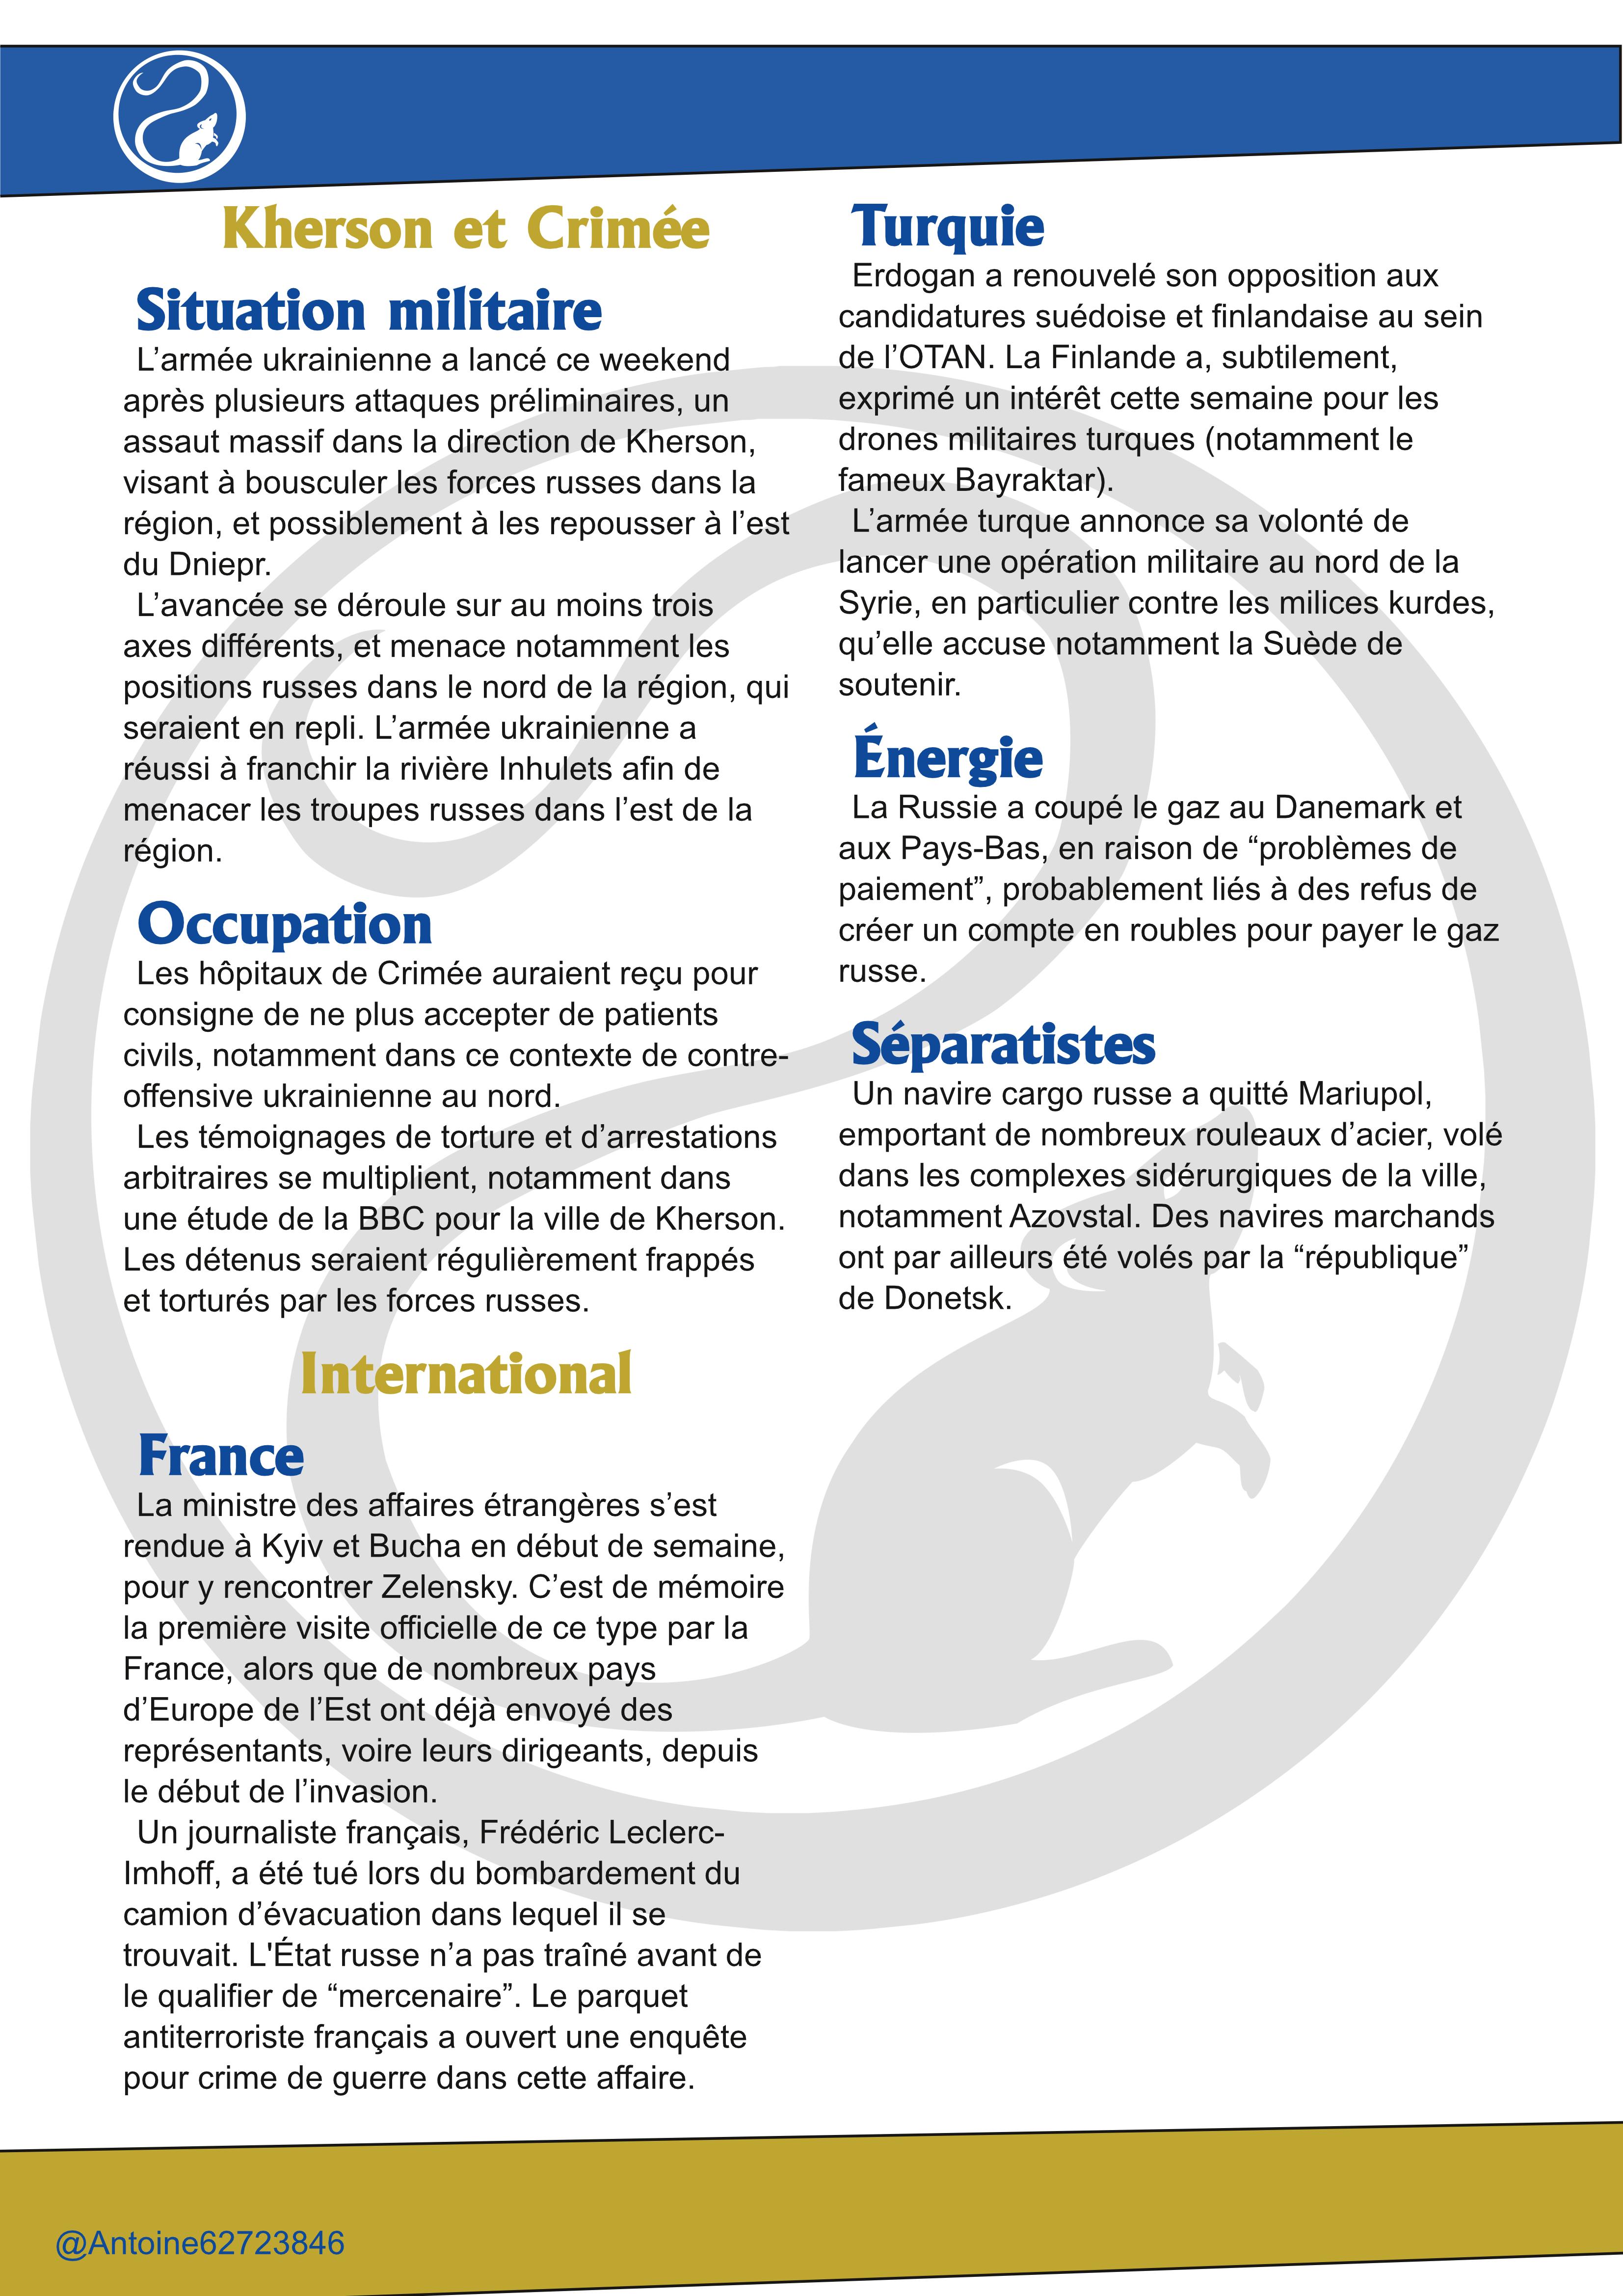 Kherson et Crimée
Situation militaire
L’armée ukrainienne a lancé ce weekend
après plusieurs attaques préliminaires, un
assaut massif dans la direction de Kherson,
visant à bousculer les forces russes dans la
région, et possiblement à les repousser à l’est
du Dniepr.
L’avancée se déroule sur au moins trois
axes différents, et menace notamment les
positions russes dans le nord de la région, qui
seraient en repli. L’armée ukrainienne a
réussi à franchir la rivière Inhulets afin de
menacer les troupes russes dans l’est de la
région.
Occupation
Les hôpitaux de Crimée auraient reçu pour
consigne de ne plus accepter de patients
civils, notamment dans ce contexte de contre-
offensive ukrainienne au nord.
Les témoignages de torture et d’arrestations
arbitraires se multiplient, notamment dans
une étude de la BBC pour la ville de Kherson.
Les détenus seraient régulièrement frappés
et torturés par les forces russes.
International
France
La ministre des affaires étrangères s’est
rendue à Kyiv et Bucha en début de semaine,
pour y rencontrer Zelensky. C’est de mémoire
la première visite officielle de ce type par la
France, alors que de nombreux pays
d’Europe de l’Est ont déjà envoyé des
représentants, voire leurs dirigeants, depuis
le début de l’invasion.
Un journaliste français, Frédéric Leclerc-
Imhoff, a été tué lors du bombardement du
camion d’évacuation dans lequel il se
trouvait. L'État russe n’a pas traîné avant de
le qualifier de “mercenaire”. Le parquet
antiterroriste français a ouvert une enquête
pour crime de guerre dans cette affaire.
Turquie
Erdogan a renouvelé son opposition aux
candidatures suédoise et finlandaise au sein
de l’OTAN. La Finlande a, subtilement,
exprimé un intérêt cette semaine pour les
drones militaires turques (notamment le
fameux Bayraktar).
L’armée turque annonce sa volonté de
lancer une opération militaire au nord de la
Syrie, en particulier contre les milices kurdes,
qu’elle accuse notamment la Suède de
soutenir.
Énergie
La Russie a coupé le gaz au Danemark et
aux Pays-Bas, en raison de “problèmes de
paiement”, probablement liés à des refus de
créer un compte en roubles pour payer le gaz
russe.
Séparatistes
Un navire cargo russe a quitté Mariupol,
emportant de nombreux rouleaux d’acier, volé
dans les complexes sidérurgiques de la ville,
notamment Azovstal. Des navires marchands
ont par ailleurs été volés par la “république”
de Donetsk.
@Antoine62723846